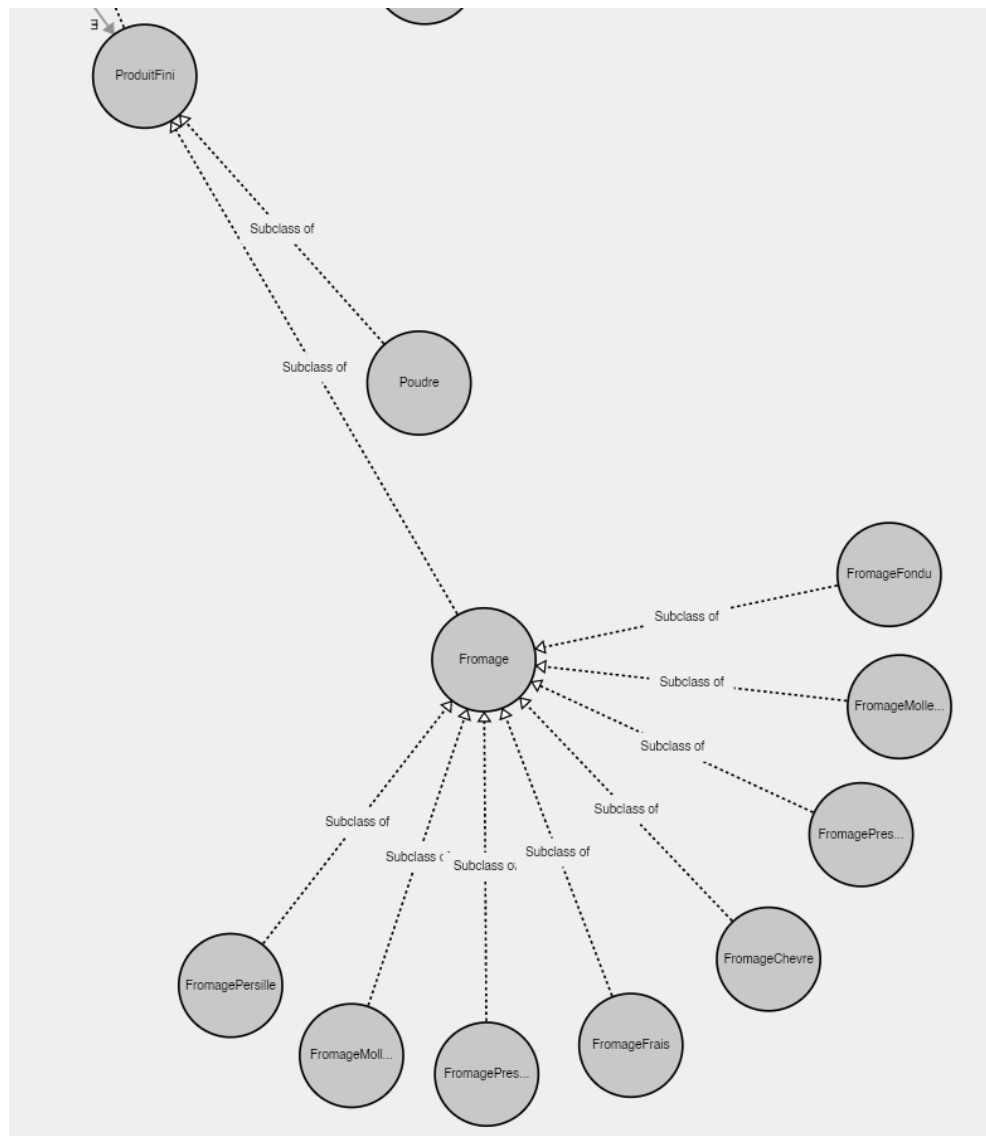 ∃
ProduitFini
Subclass of
Subclass of
Poudre
FromageFondu
Subclass of
Fromage
Subclass of
FromageMolle...
Subclass of
Subclass of
Subclass of
FromagePres...
Subclass of
Subclass o
Subclass of
FromageChevre
FromagePersille
FromageMoll...
FromagePres...
FromageFrais